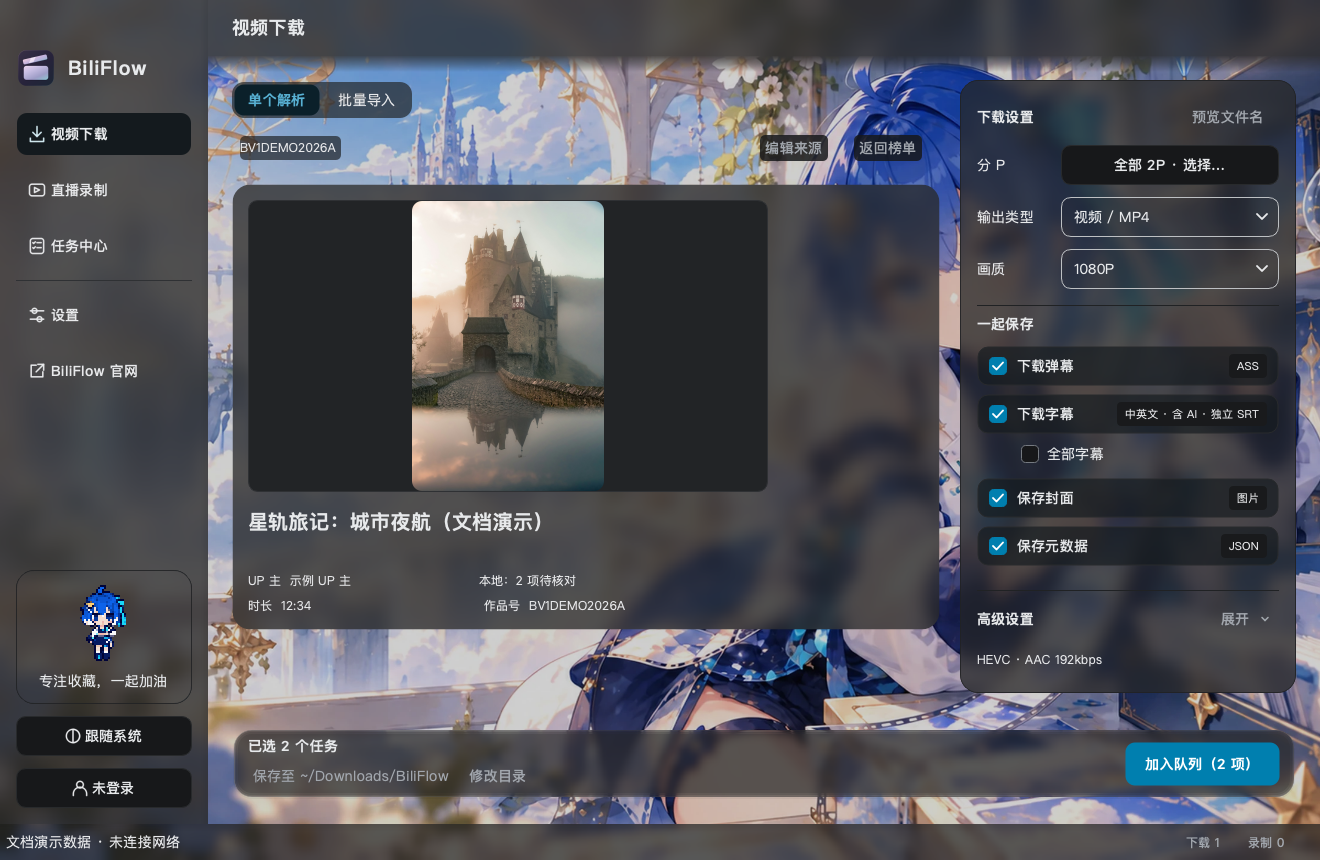 BiliFlow
视频下载
直播录制
任务中心
设置
BiliFlow 官网
专注收藏，一起加油
跟随系统
未登录
视频下载
单个解析
批量导入
BV1DEMO2026A
编辑来源
返回榜单
星轨旅记：城市夜航（文档演示）
UP 主 示例 UP 主
本地：2 项待核对
时长 12:34
作品号 BV1DEMO2026A
下载设置
预览文件名
分 P
全部 2P · 选择...
输出类型
视频 / MP4
画质
1080P
一起保存
下载弹幕
ASS
下载字幕
中英文 · 含 AI · 独立 SRT
全部字幕
保存封面
图片
保存元数据
JSON
高级设置
展开
HEVC · AAC 192kbps
已选 2 个任务
保存至 ~/Downloads/BiliFlow
修改目录
加入队列（2 项）
文档演示数据 · 未连接网络
下载 1
录制 0